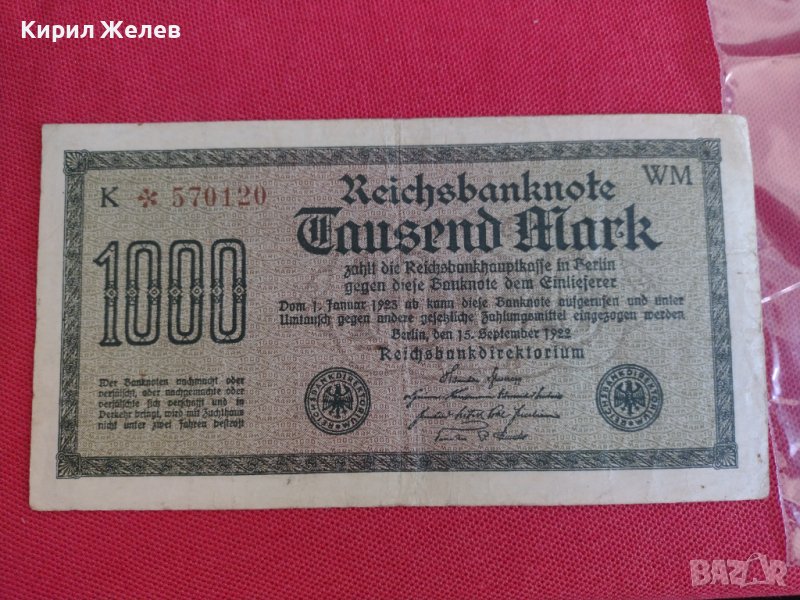 Кирил Желев
K * 570120
WM
Reichsbanknote
Tausend Mark
1000
zahlt die Reichsbankhauptkasse in Berlin
gegen diese Banknote dem Einlieferer
Vom 1. Januar 1923 ab kann diese Banknote aufgerufen und unter
Umtausch gegen andere gesetzliche Zahlungsmittel eingezogen werden
Berlin, den 15. September 1922
Reichsbankdirektorium
Wer Banknoten nachmacht oder
verfälscht, oder nachgemachte oder
verfälschte sich verschafft und in
Verkehr bringt, wird mit Zuchthaus
nicht unter zwei Jahren bestraft
REICHSBANKDIREKTORIUM
REICHSBANKDIREKTORIUM
BAZAR